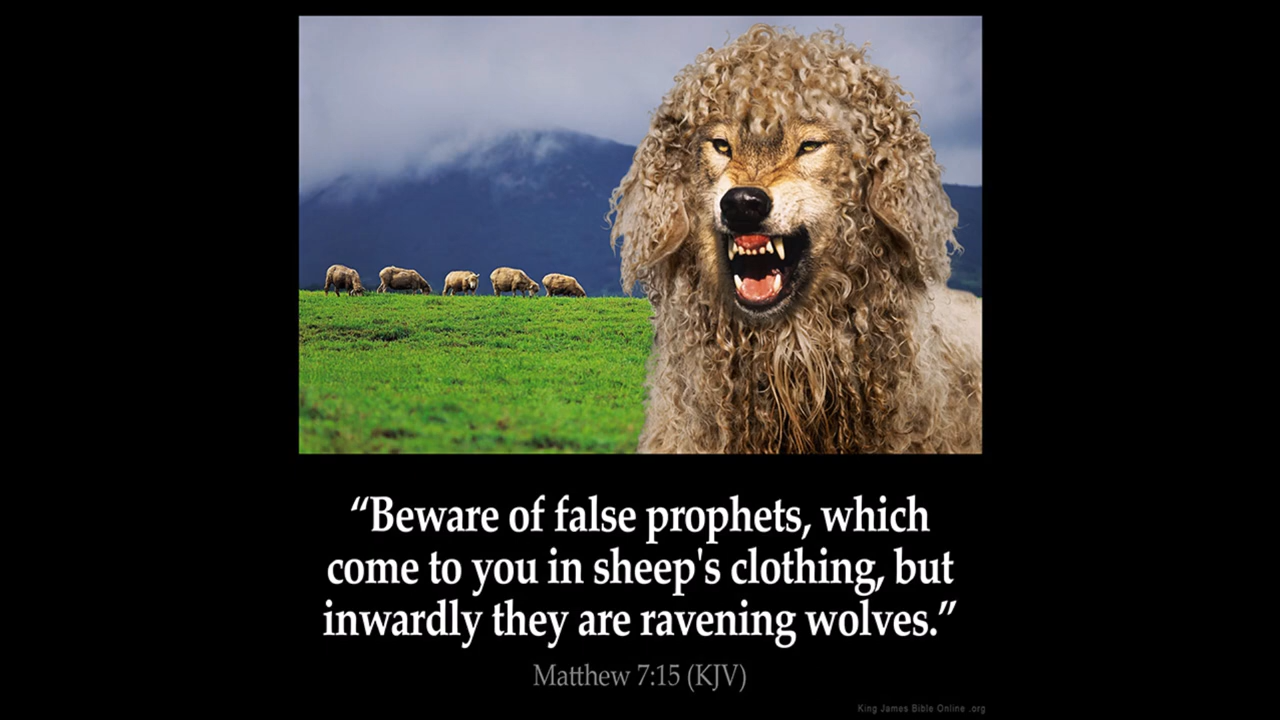 “Beware of false prophets, which
come to you in sheep's clothing, but
inwardly they are ravening wolves.”
Matthew 7:15 (KJV)
King James Bible Online .org